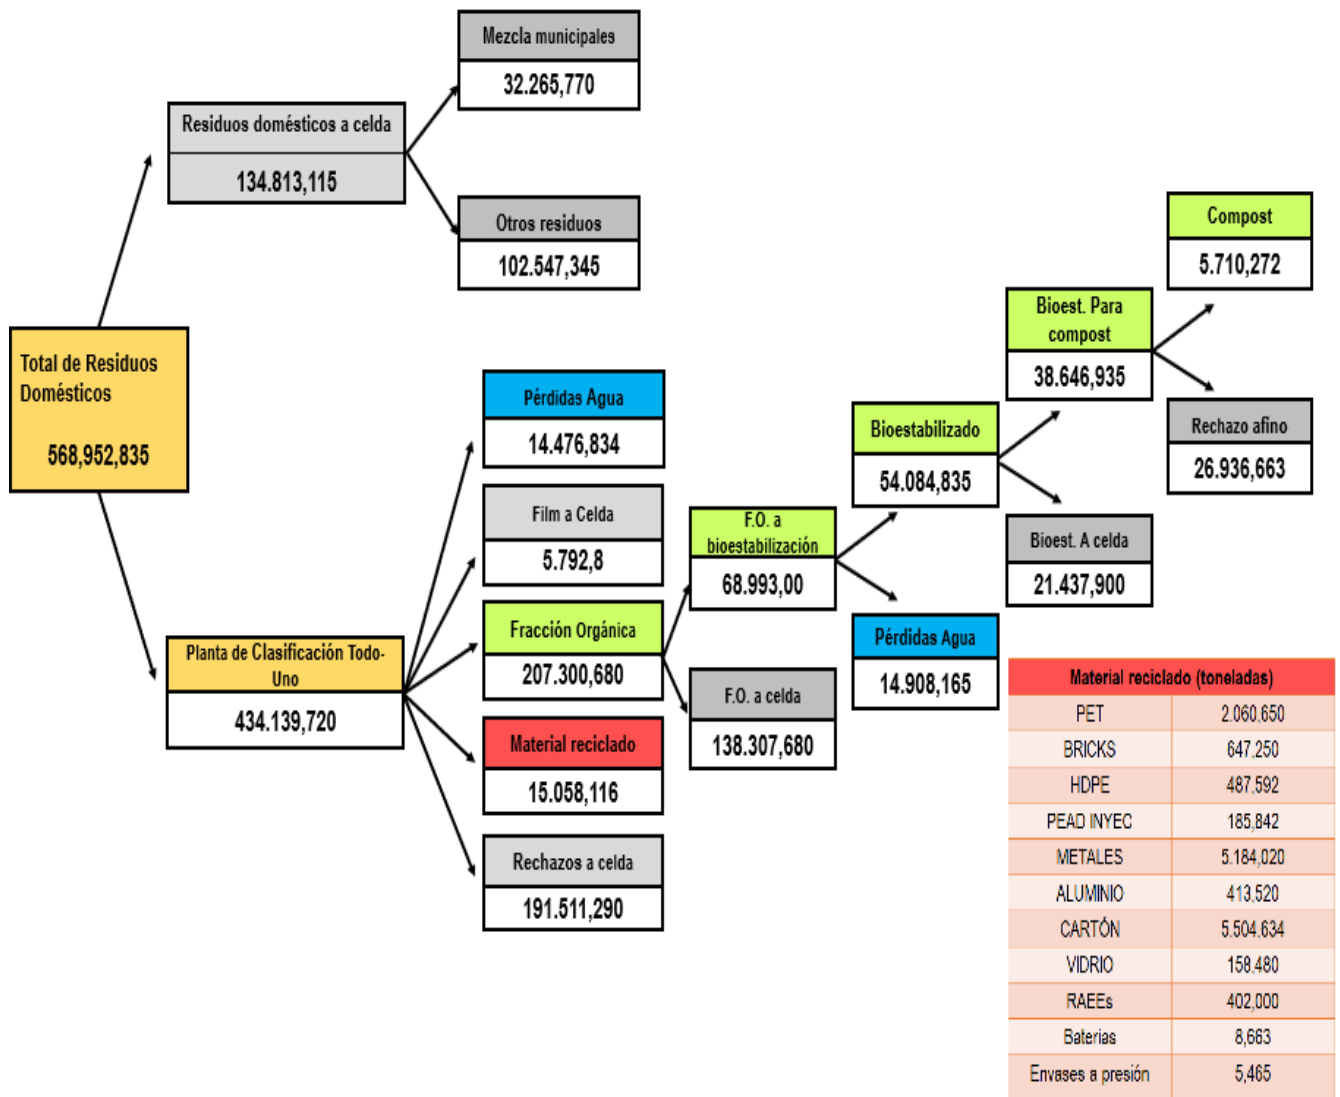 Mezcla municipales
32.265,770
Residuos domésticos a celda
134.813,115
Otros residuos
102.547,345
Total de Residuos
Domésticos
568,952,835
Planta de Clasificación Todo-
Uno
434.139,720
Pérdidas Agua
14.476,834
Film a Celda
5.792,8
Fracción Orgánica
207.300,680
Material reciclado
15.058,116
Rechazos a celda
191.511,290
F.O. a
bioestabilización
68.993,00
F.O. a celda
138.307,680
Bioestabilizado
54.084,835
Pérdidas Agua
14.908,165
Bioest. Para
compost
38.646,935
Bioest. A celda
21.437,900
Compost
5.710,272
Rechazo afino
26.936,663
Material reciclado (toneladas)
PET 2.060,650
BRICKS 647,250
HDPE 487,592
PEAD INYEC 185,842
METALES 5.184,020
ALUMINIO 413,520
CARTÓN 5.504,634
VIDRIO 158,480
RAEEs 402,000
Baterias 8,663
Envases a presión 5,465